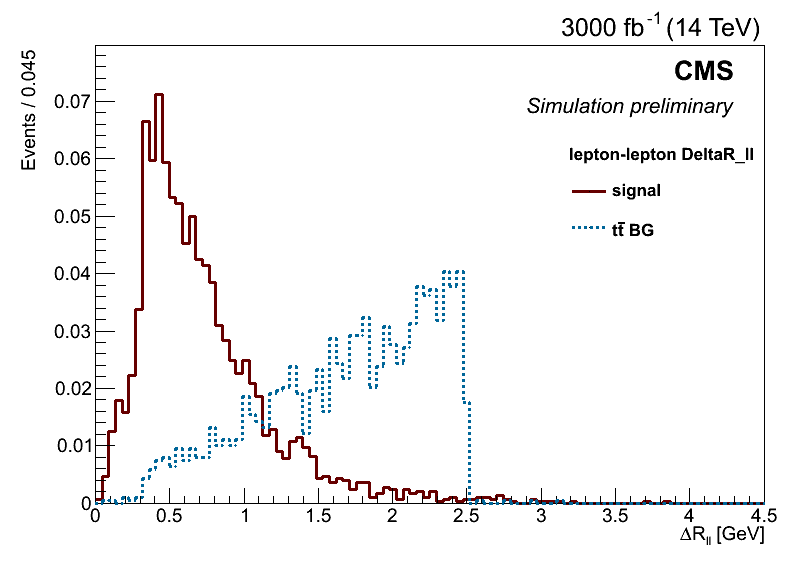 3000 fb⁻¹ (14 TeV)
CMS
Simulation preliminary
lepton-lepton DeltaR_ll
signal
tt̄ BG
Events / 0.045
0.07
0.06
0.05
0.04
0.03
0.02
0.01
0
0 0.5 1 1.5 2 2.5 3 3.5 4 4.5
ΔRll [GeV]